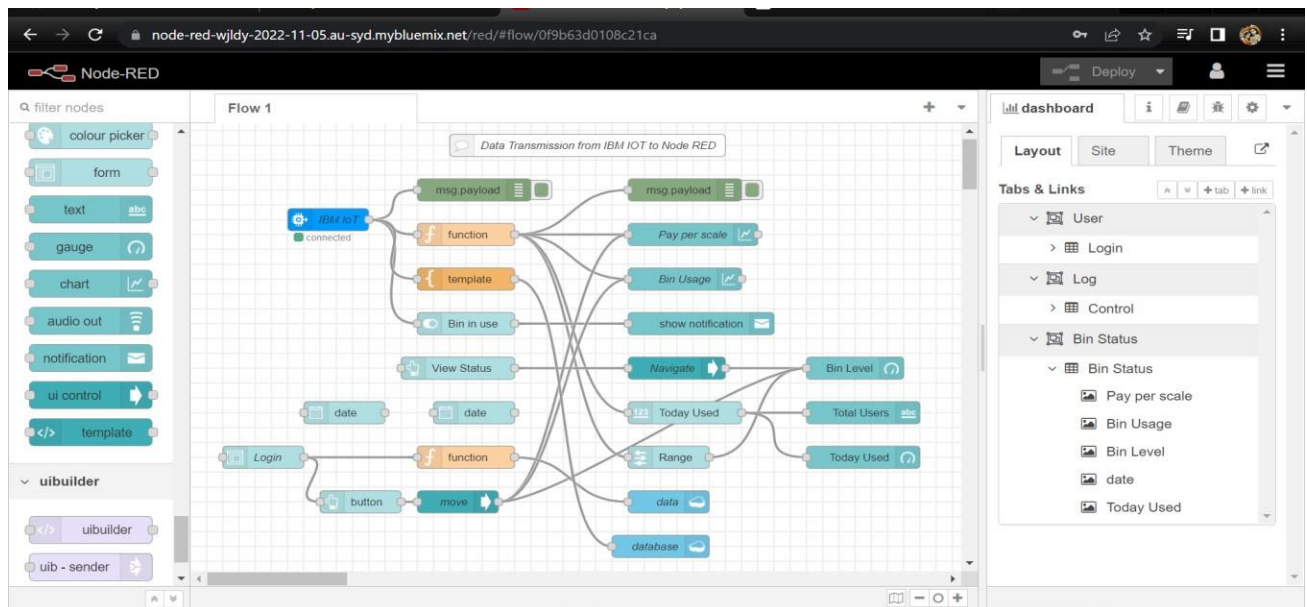 node-red-wjldy-2022-11-05.au-syd.mybluemix.net/red/#flow/0f9b63d0108c21ca
Node-RED
Deploy
filter nodes
colour picker
form
text
abc
gauge
chart
audio out
notification
ui control
template
uibuilder
uibuilder
uib - sender
Flow 1
Data Transmission from IBM IOT to Node RED
msg.payload
msg.payload
IBM IoT
connected
function
Pay per scale
template
Bin Usage
Bin in use
show notification
View Status
Navigate
Bin Level
date
date
123 Today Used
Total Users abc
Login
function
Range
Today Used
button
move
data
database
dashboard
i
Layout
Site
Theme
Tabs & Links
+ tab
+ link
User
Login
Log
Control
Bin Status
Bin Status
Pay per scale
Bin Usage
Bin Level
date
Today Used